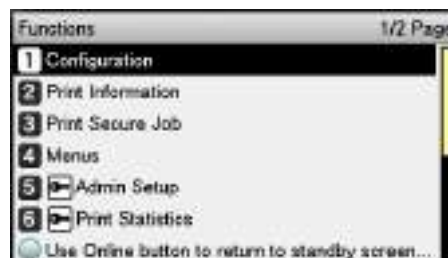 Functions 1/2 Page
1 Configuration
2 Print Information
3 Print Secure Job
4 Menus
5 Admin Setup
6 Print Statistics
Use Online button to return to standby screen...